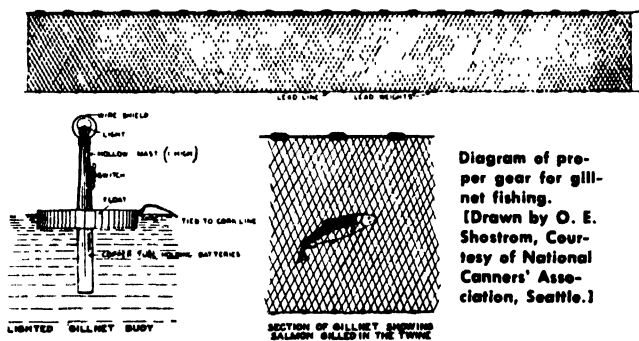 LEAD LINE LEAD WEIGHTS
WIRE SHIELD
LIGHT
HOLLOW MAST ( HIGH)
SWITCH
FLOAT
TIED TO CORK LINE
COPPER TUBE HOLDING BATTERIES
LIGHTED GILLNET BUOY
SECTION OF GILLNET SHOWING
SALMON GILLED IN THE TWINE
Diagram of pro-
per gear for gill-
net fishing.
[Drawn by O. E.
Shostrom, Cour-
tesy of National
Canners' Asso-
ciation, Seattle.]